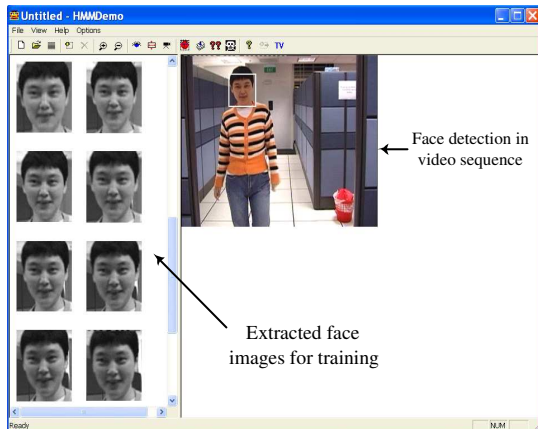 Untitled - HMMDemo
File View Help Options
TV
Face detection in
video sequence
Extracted face
images for training
Ready
NUM